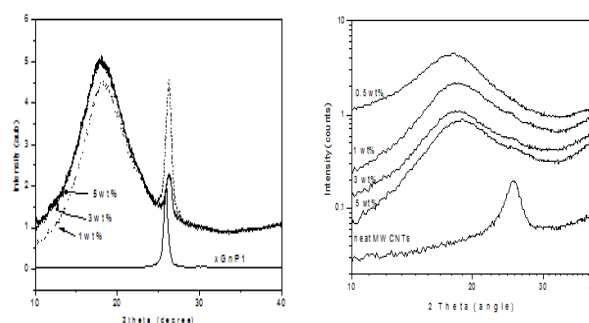 6
5
4
3
2
1
0
Intensity (a.u.b)
5 wt%
3 wt%
1 wt%
xGnP1
10 20 30 40
2theta (degree)
10
1
0.1
Intensity (counts)
0.5 wt%
1 wt%
3 wt%
5 wt%
neat MWCNTs
10 20 30
2 Theta (angle)